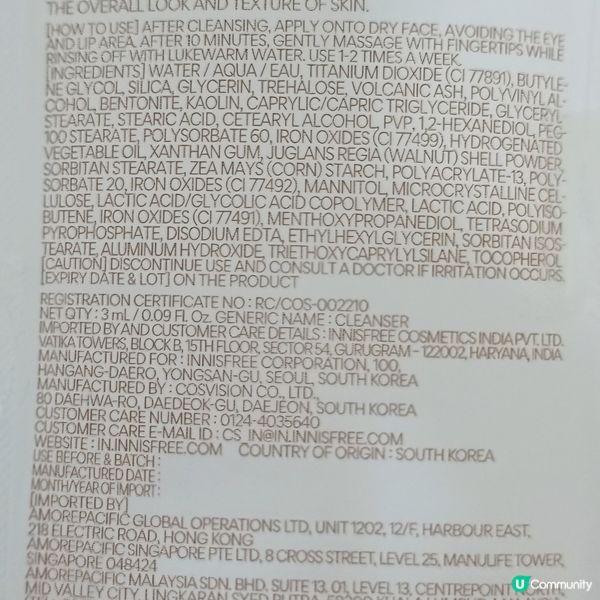 THE OVERALL LOOK AND TEXTURE OF SKIN.
[HOW TO USE] AFTER CLEANSING, APPLY ONTO DRY FACE, AVOIDING THE EYE
AND LIP AREA. AFTER 10 MINUTES, GENTLY MASSAGE WITH FINGERTIPS WHILE
RINSING OFF WITH LUKEWARM WATER. USE 1-2 TIMES A WEEK.
[INGREDIENTS] WATER / AQUA / EAU, TITANIUM DIOXIDE (CI 77891), BUTYLE-
NE GLYCOL, SILICA, GLYCERIN, TREHALOSE, VOLCANIC ASH, POLYVINYL AL-
COHOL, BENTONITE, KAOLIN, CAPRYLIC/CAPRIC TRIGLYCERIDE, GLYCERYL
STEARATE, STEARIC ACID, CETEARYL ALCOHOL, PVP, 1,2-HEXANEDIOL, PEG-
100 STEARATE, POLYSORBATE 60, IRON OXIDES (CI 77499), HYDROGENATED
VEGETABLE OIL, XANTHAN GUM, JUGLANS REGIA (WALNUT) SHELL POWDER,
SORBITAN STEARATE, ZEA MAYS (CORN) STARCH, POLYACRYLATE-13, POLY-
SORBATE 20, IRON OXIDES (CI 77492), MANNITOL, MICROCRYSTALLINE CEL-
LULOSE, LACTIC ACID/GLYCOLIC ACID COPOLYMER, LACTIC ACID, POLYISO-
BUTENE, IRON OXIDES (CI 77491), MENTHOXYPROPANEDIOL, TETRASODIUM
PYROPHOSPHATE, DISODIUM EDTA, ETHYLHEXYLGLYCERIN, SORBITAN ISOS-
TEARATE, ALUMINUM HYDROXIDE, TRIETHOXYCAPRYLYLSILANE, TOCOPHEROL
[CAUTION] DISCONTINUE USE AND CONSULT A DOCTOR IF IRRITATION OCCURS.
[EXPIRY DATE & LOT] ON THE PRODUCT
REGISTRATION CERTIFICATE NO : RC/COS-002210
NET QTY : 3 mL / 0.09 FL Oz. GENERIC NAME : CLEANSER
IMPORTED BY AND CUSTOMER CARE DETAILS : INNISFREE COSMETICS INDIA PVT. LTD.
VATIKA TOWERS, BLOCK B, 15TH FLOOR, SECTOR 54, GURUGRAM - 122002, HARYANA, INDIA
MANUFACTURED FOR : INNISFREE CORPORATION, 100,
HANGANG-DAERO, YONGSAN-GU, SEOUL, SOUTH KOREA
MANUFACTURED BY : COSVISION CO., LTD.,
80 DAEHWA-RO, DAEDEOK-GU, DAEJEON, SOUTH KOREA
CUSTOMER CARE NUMBER : 0124-4035640
CUSTOMER CARE E-MAIL ID : CS_IN@IN.INNISFREE.COM
WEBSITE : IN.INNISFREE.COM COUNTRY OF ORIGIN : SOUTH KOREA
USE BEFORE & BATCH :
MANUFACTURED DATE :
MONTH/YEAR OF IMPORT :
[IMPORTED BY]
AMOREPACIFIC GLOBAL OPERATIONS LTD, UNIT 1202, 12/F, HARBOUR EAST,
218 ELECTRIC ROAD, HONG KONG
AMOREPACIFIC SINGAPORE PTE LTD, 8 CROSS STREET, LEVEL 25, MANULIFE TOWER,
SINGAPORE 048424
AMOREPACIFIC MALAYSIA SDN. BHD. SUITE 13. 01, LEVEL 13, CENTREPOINT
MID VALLEY CITY, LINGKARAN SYED PUTRA,
U Community